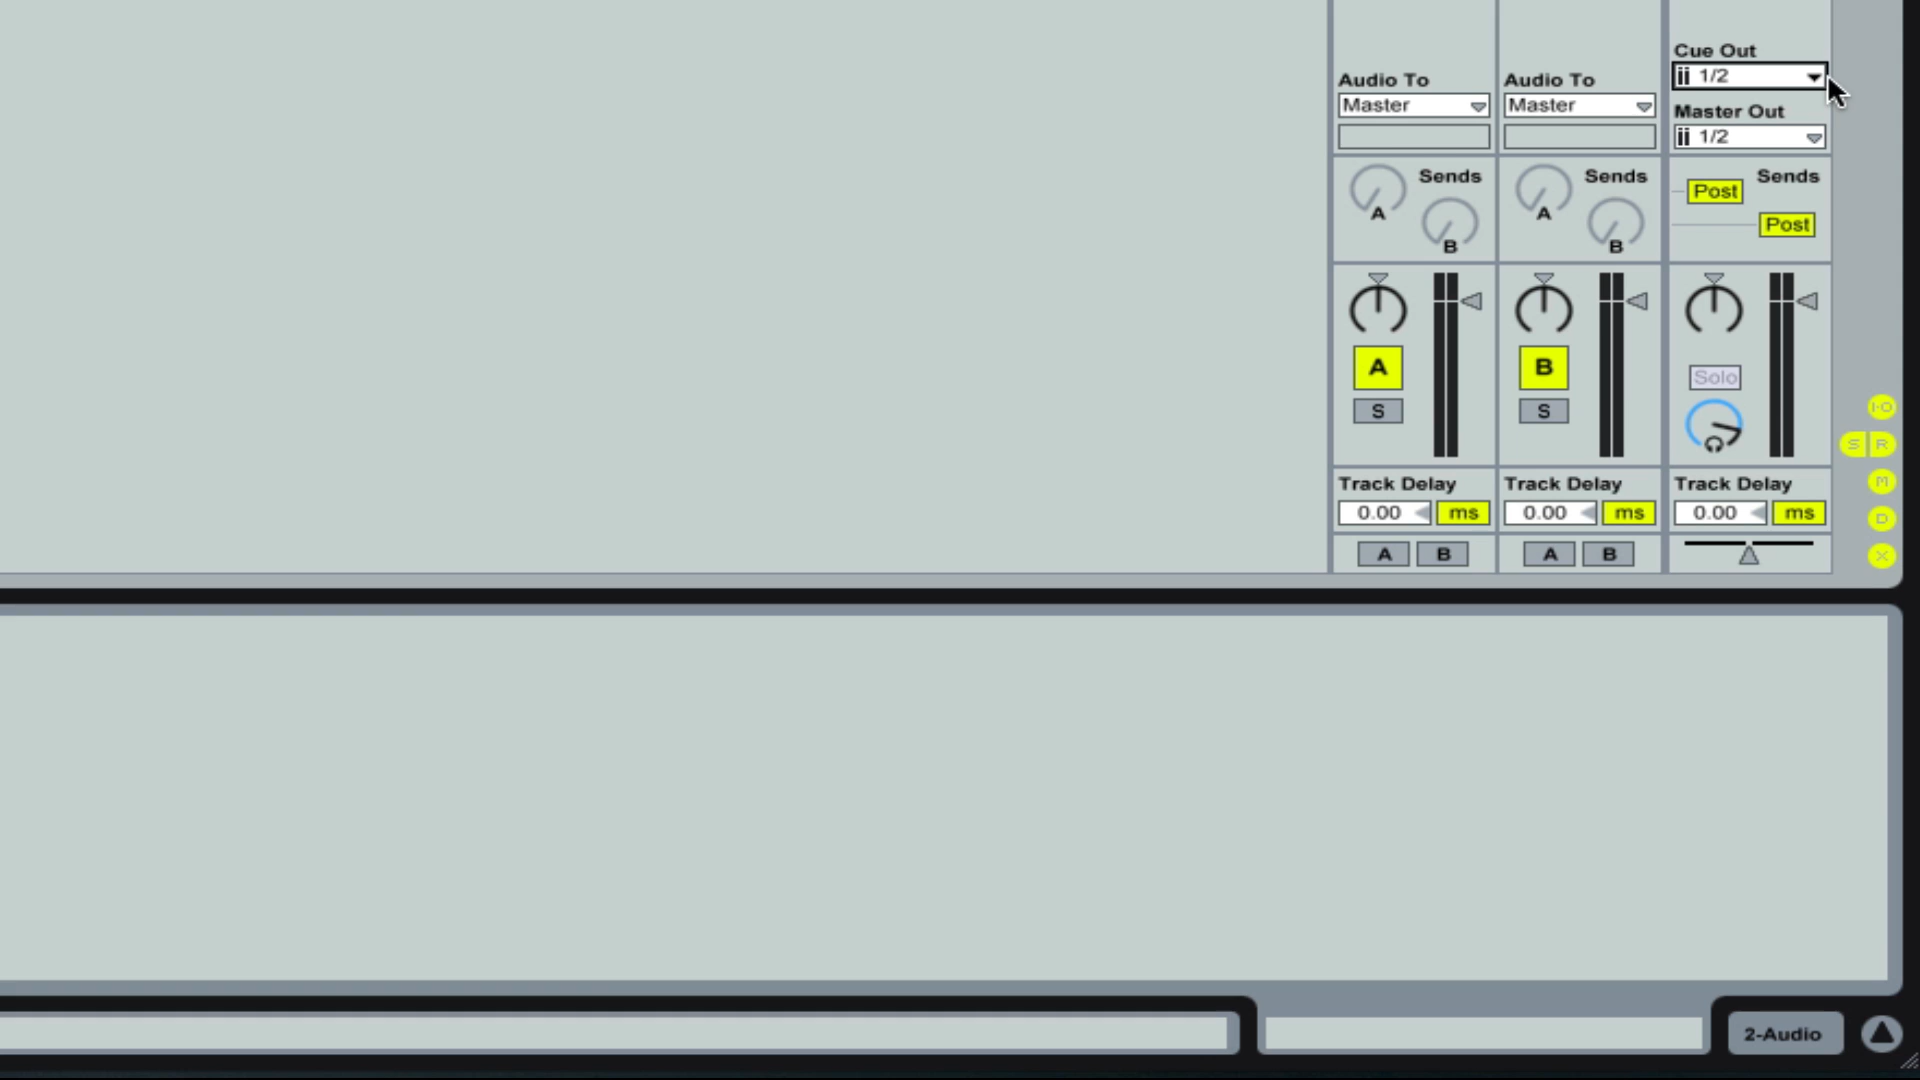 Cue Out
1/2
Audio To
Audio To
Master
Master
Master Out
1/2
Sends
Sends
Sends
A
B
A
B
Post
Post
A
B
S
S
Solo
I·O
S R
M
D
X
Track Delay
Track Delay
Track Delay
0.00 ms
0.00 ms
0.00 ms
A B
A B
2-Audio